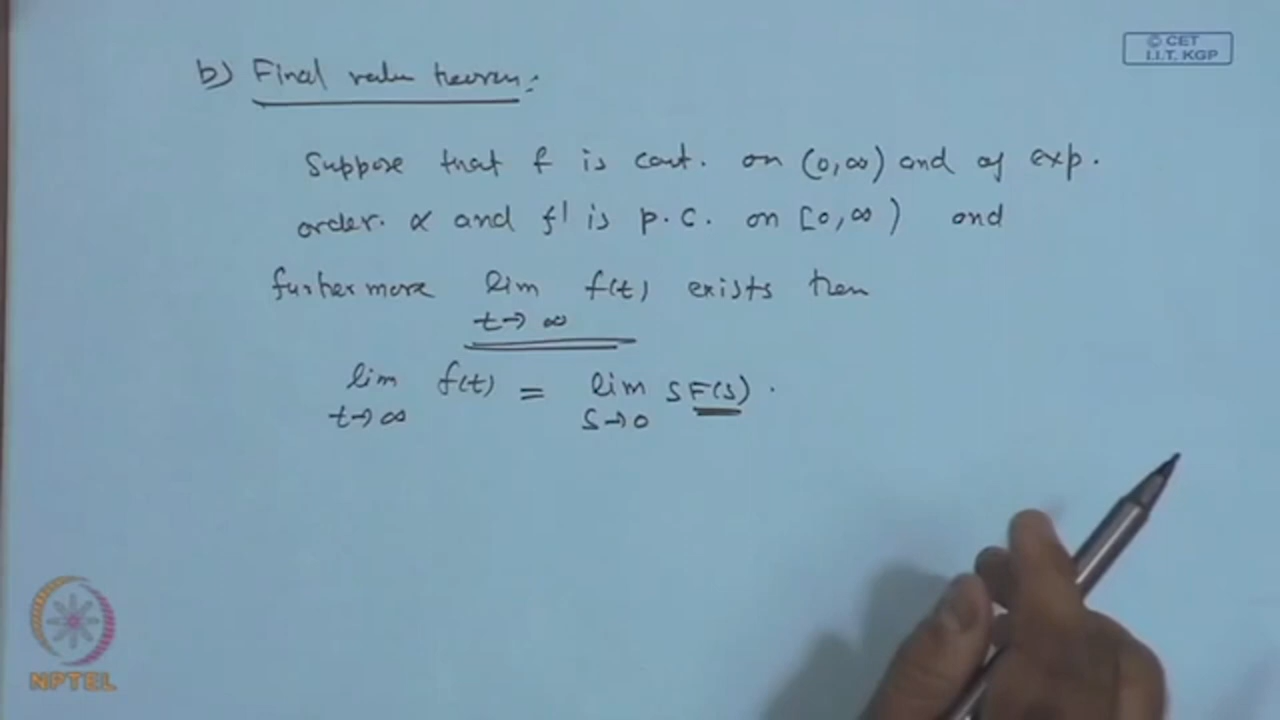 © CET
I.I.T. KGP
b) Final value theorem:
Suppose that f is cont. on (0,∞) and of exp.
order. α and f' is p.c. on [0,∞) and
furthermore lim f(t) exists then
t→∞
lim f(t) = lim SF(s).
t→∞ s→0
NPTEL